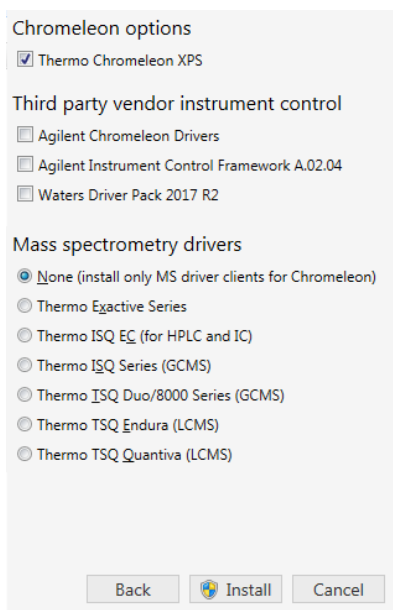 Chromeleon options
Thermo Chromeleon XPS
Third party vendor instrument control
Agilent Chromeleon Drivers
Agilent Instrument Control Framework A.02.04
Waters Driver Pack 2017 R2
Mass spectrometry drivers
None (install only MS driver clients for Chromeleon)
Thermo Exactive Series
Thermo ISQ EC (for HPLC and IC)
Thermo ISQ Series (GCMS)
Thermo TSQ Duo/8000 Series (GCMS)
Thermo TSQ Endura (LCMS)
Thermo TSQ Quantiva (LCMS)
Back Install Cancel